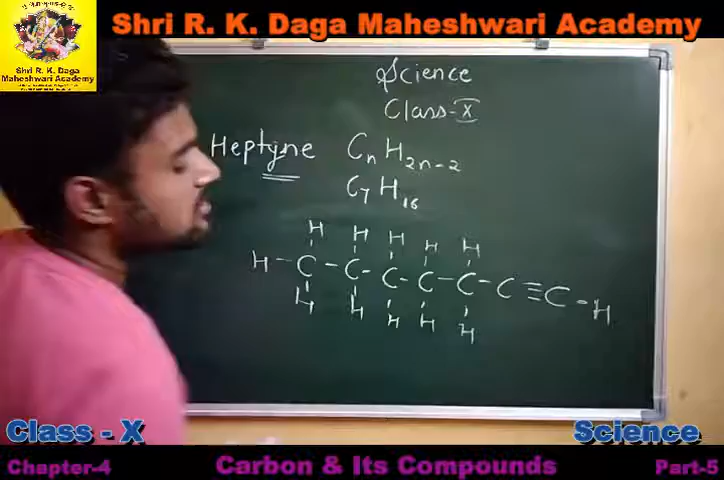 Shri R. K. Daga Maheshwari Academy
Shri R. K. Daga
Maheshwari Academy
Science
Class-X
Heptyne CnH2n-2
C7H16
H H H H H
H - C - C - C - C - C - C ≡ C - H
H H H H H
Class - X Science
Chapter-4 Carbon & Its Compounds Part-5